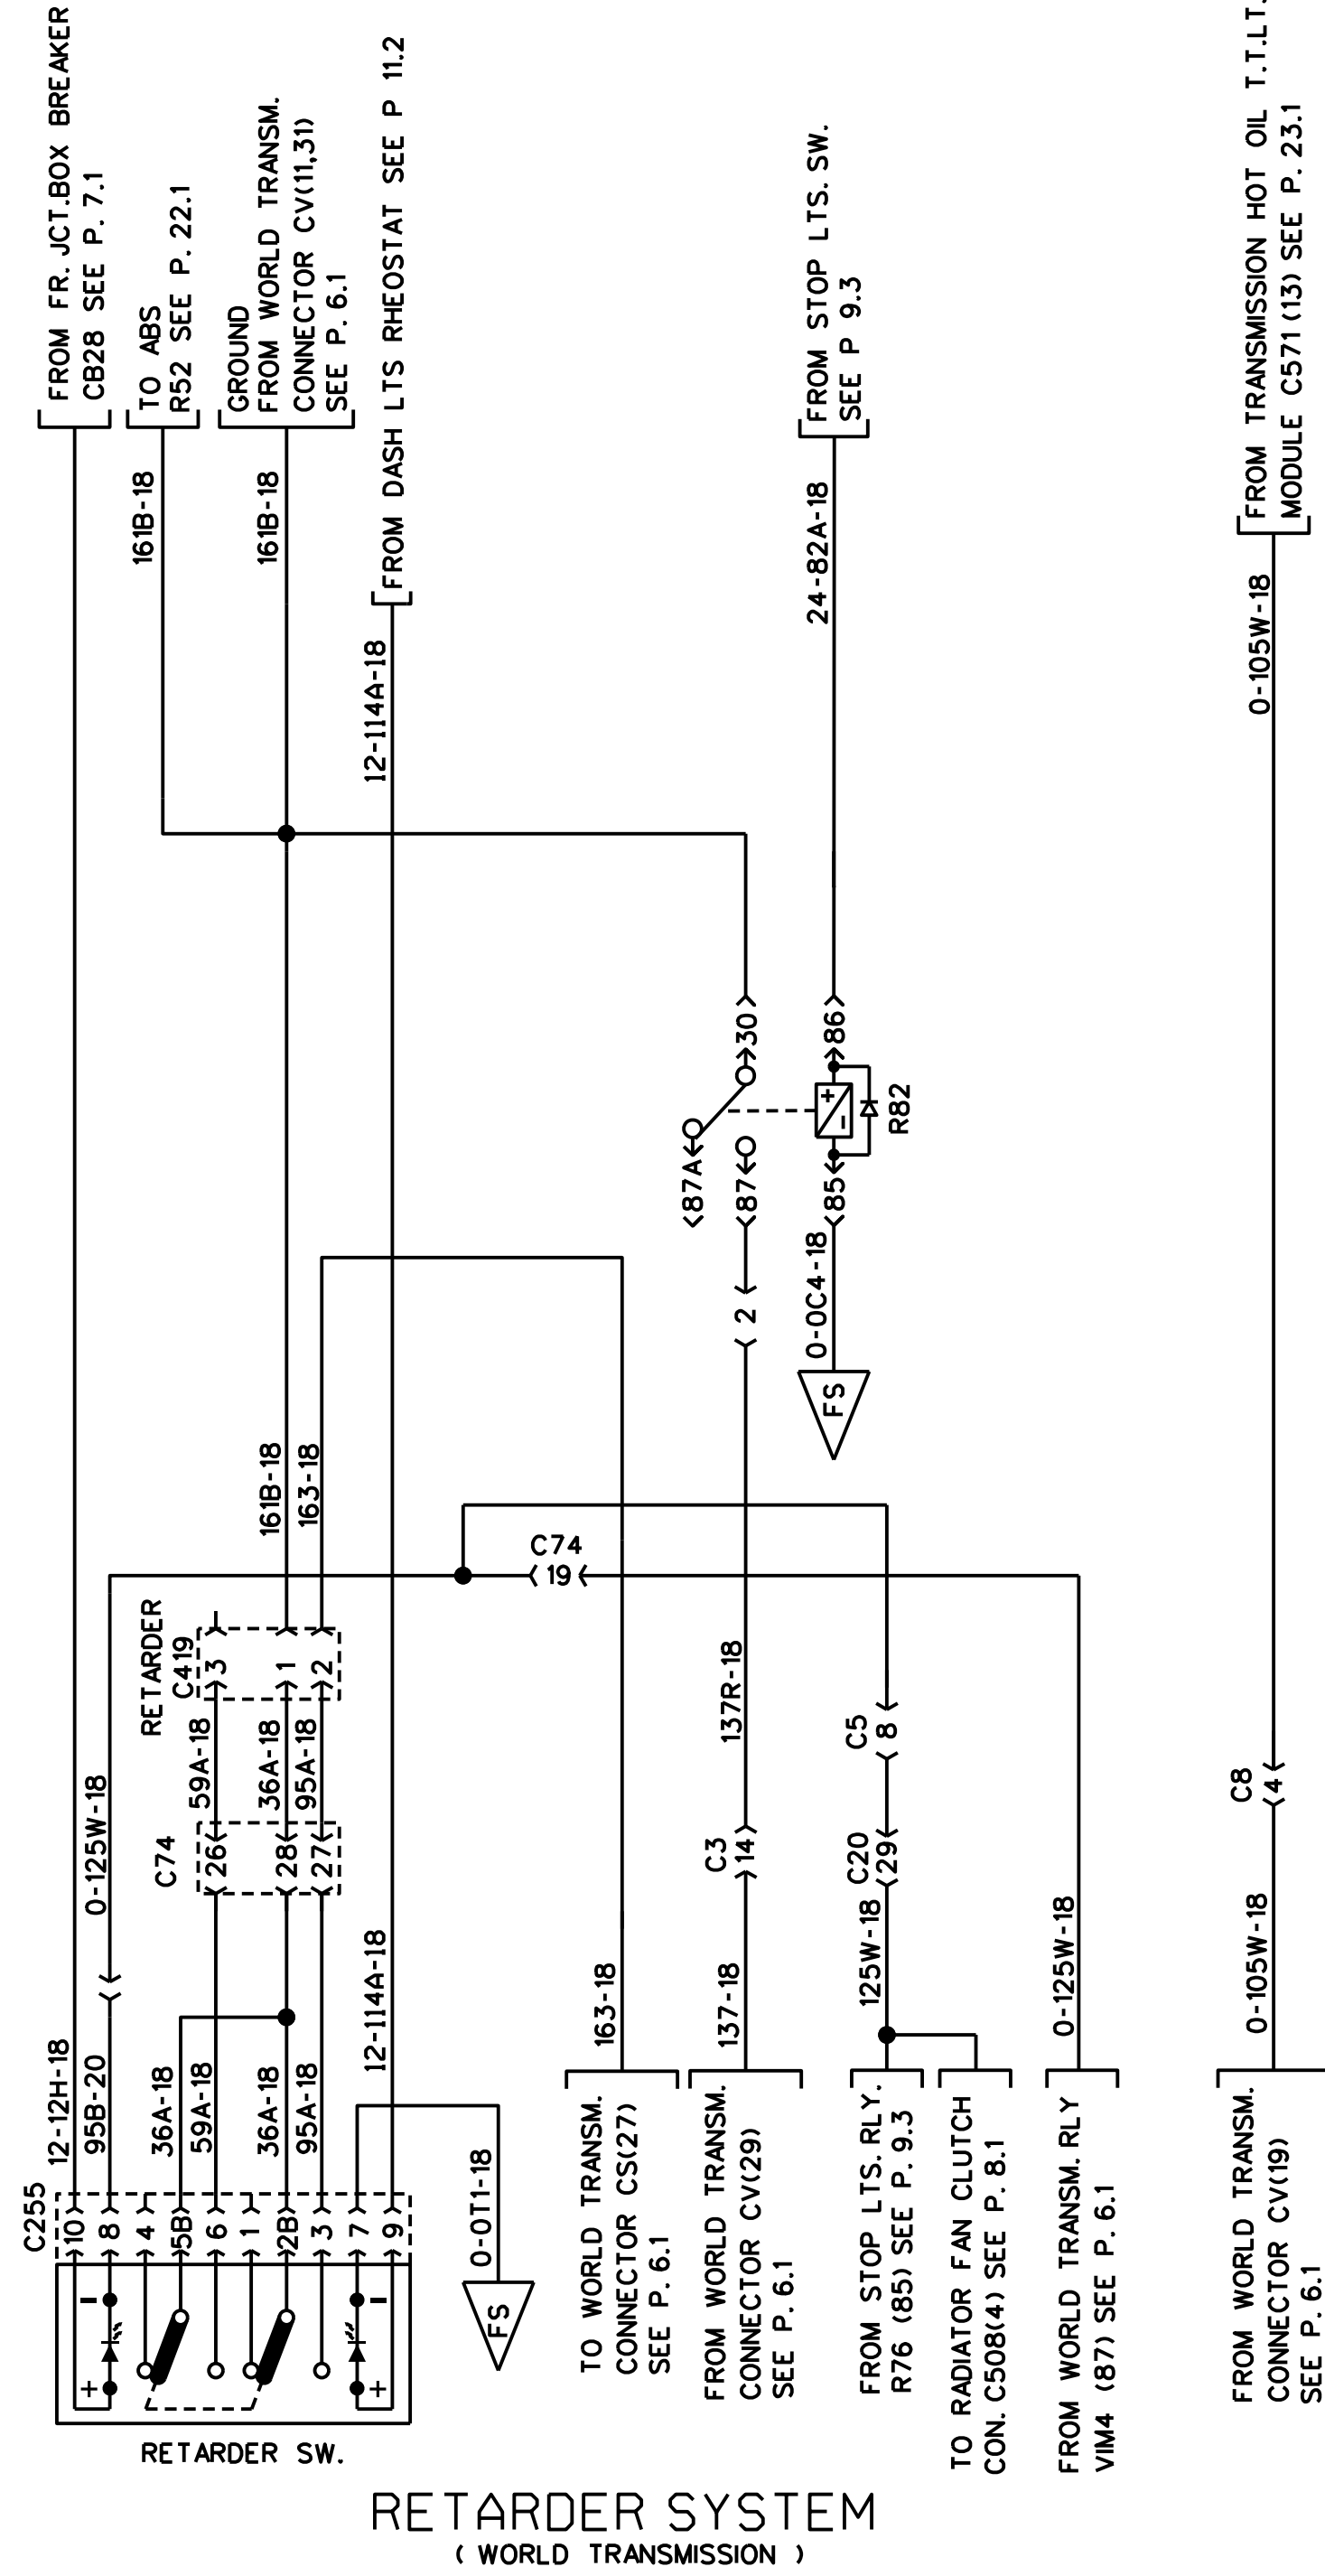 FROM FR. JCT.BOX BREAKER
CB28 SEE P. 7.1
TO ABS
R52 SEE P. 22.1
GROUND
FROM WORLD TRANSM.
CONNECTOR CV(11,31)
SEE P. 6.1
FROM DASH LTS RHEOSTAT SEE P 11.2
FROM STOP LTS. SW.
SEE P 9.3
FROM TRANSMISSION HOT OIL T.T.LT.
MODULE C571 (13) SEE P. 23.1
161B-18
161B-18
12-114A-18
24-82A-18
0-105W-18
30
86
R82
87A
87
85
2
0-0C4-18
FS
161B-18
163-18
C74
19
RETARDER
C419
3
1
2
59A-18
36A-18
95A-18
C74
26
28
27
0-125W-18
137R-18
C5
8
C3
14
C20
29
C8
4
12-12H-18
95B-20
36A-18
59A-18
36A-18
95A-18
12-114A-18
163-18
137-18
125W-18
0-125W-18
0-105W-18
C255
10
8
4
5B
6
1
2B
3
7
9
0-0T1-18
FS
+
-
+
-
+
-
RETARDER SW.
TO WORLD TRANSM.
CONNECTOR CS(27)
SEE P. 6.1
FROM WORLD TRANSM.
CONNECTOR CV(29)
SEE P. 6.1
FROM STOP LTS. RLY.
R76 (85) SEE P. 9.3
TO RADIATOR FAN CLUTCH
CON. C508(4) SEE P. 8.1
FROM WORLD TRANSM. RLY
VIM4 (87) SEE P. 6.1
FROM WORLD TRANSM.
CONNECTOR CV(19)
SEE P. 6.1
RETARDER SYSTEM
( WORLD TRANSMISSION )